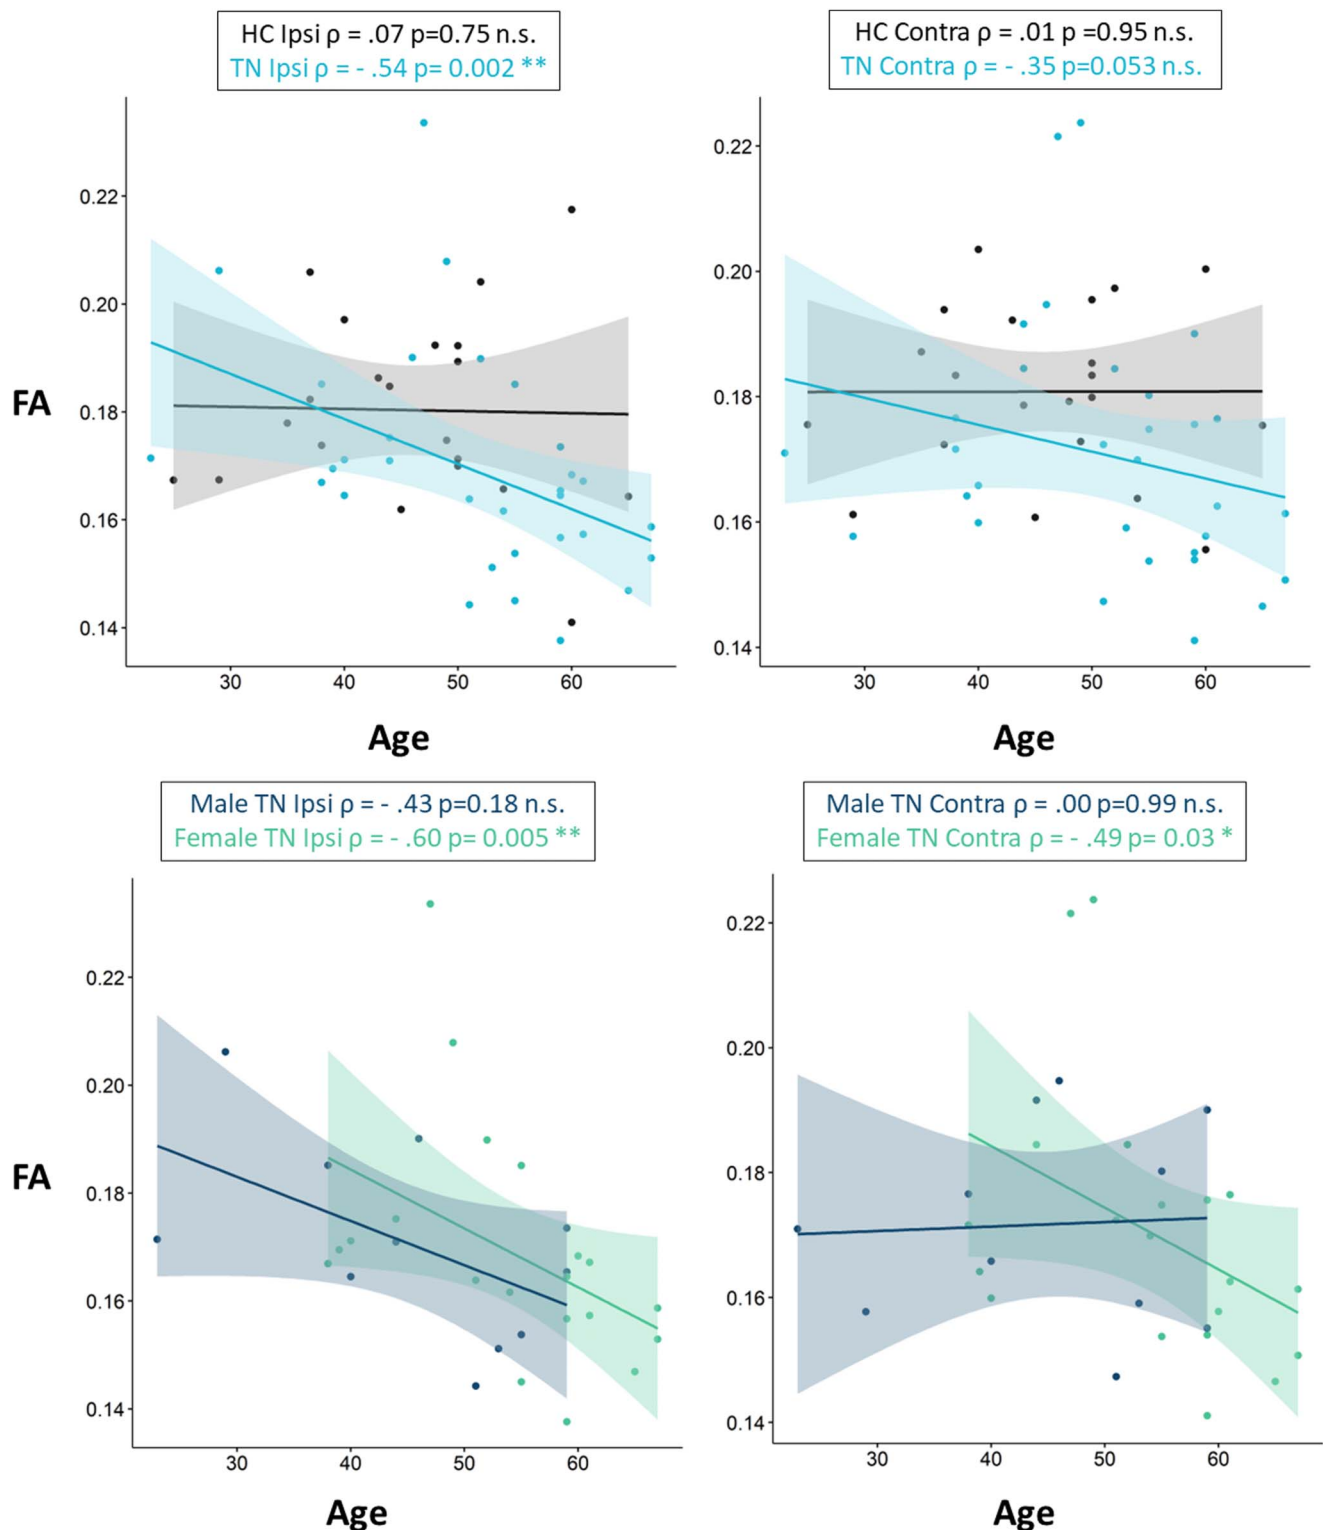 HC Ipsi ρ = .07 p=0.75 n.s.
TN Ipsi ρ = - .54 p= 0.002 **
HC Contra ρ = .01 p =0.95 n.s.
TN Contra ρ = - .35 p=0.053 n.s.
FA
0.22
0.20
0.18
0.16
0.14
30 40 50 60
Age
0.22
0.20
0.18
0.16
0.14
30 40 50 60
Age
Male TN Ipsi ρ = - .43 p=0.18 n.s.
Female TN Ipsi ρ = - .60 p= 0.005 **
Male TN Contra ρ = .00 p=0.99 n.s.
Female TN Contra ρ = - .49 p= 0.03 *
FA
0.22
0.20
0.18
0.16
0.14
30 40 50 60
Age
0.22
0.20
0.18
0.16
0.14
30 40 50 60
Age